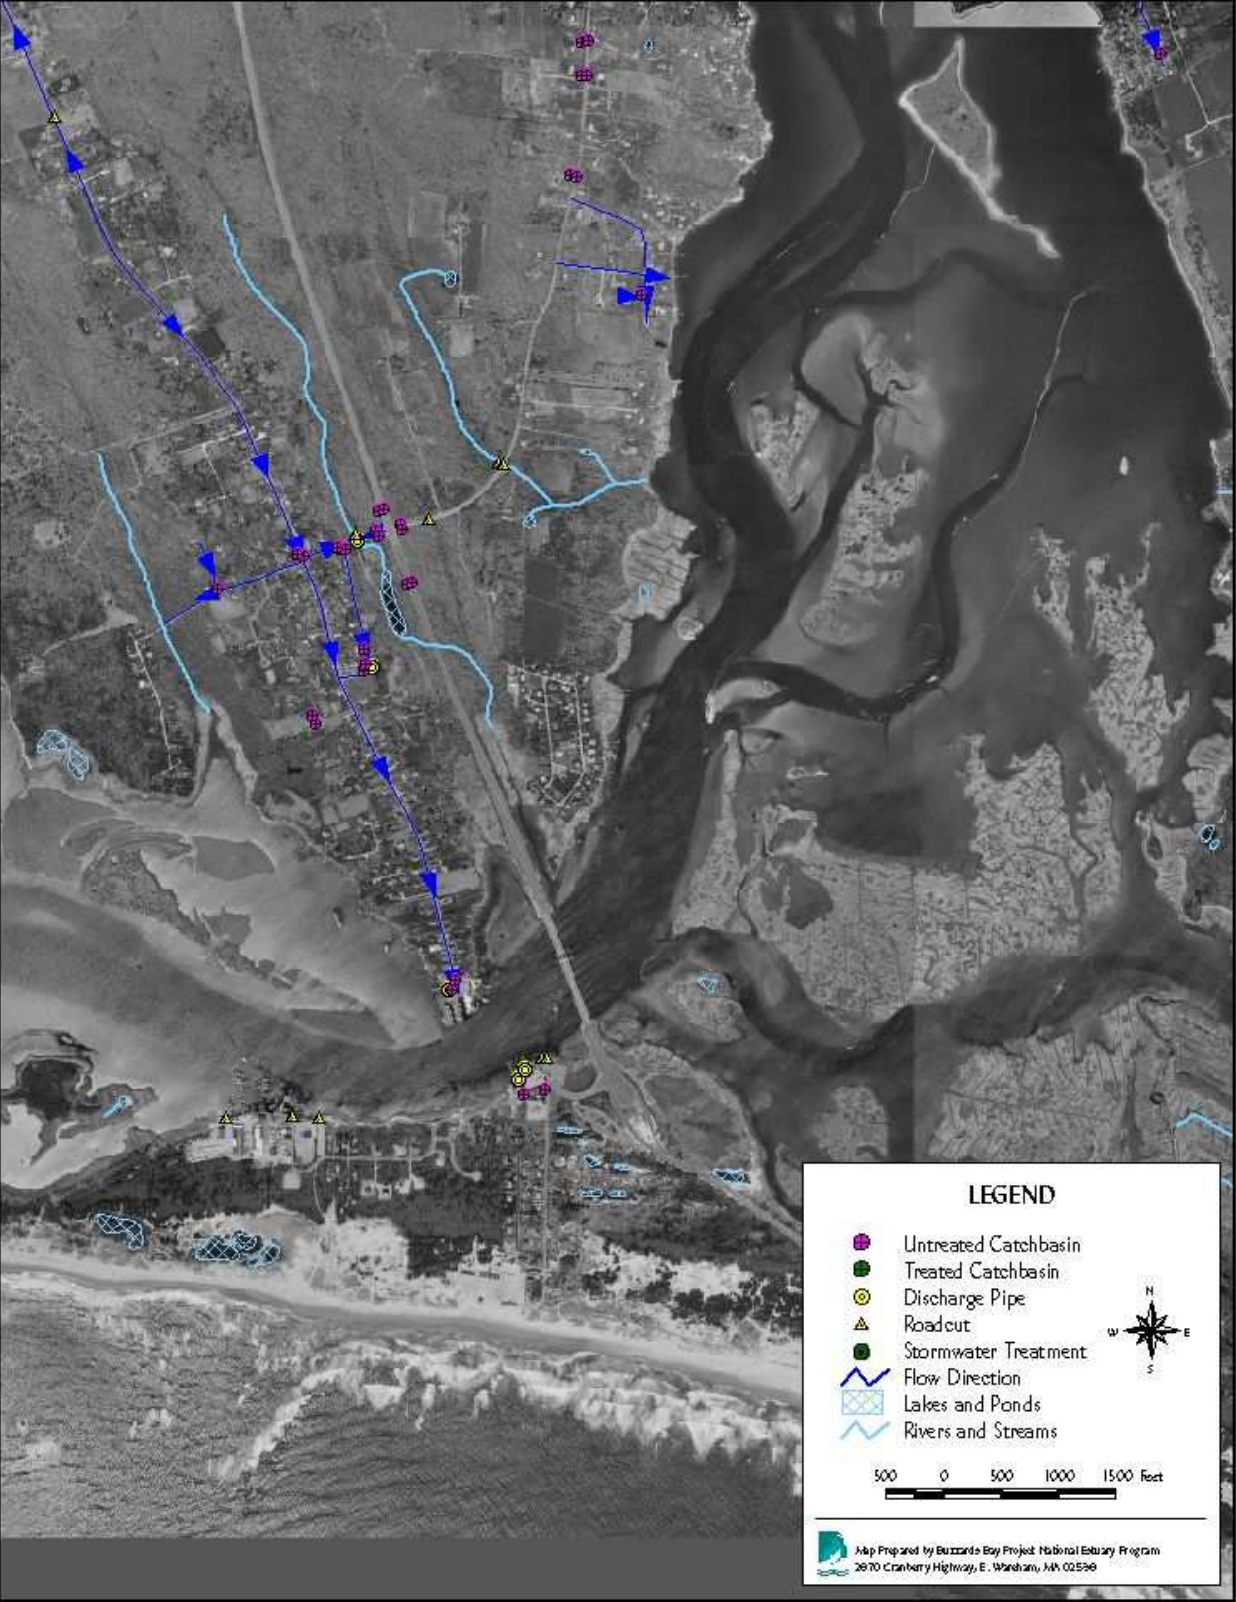 LEGEND
Untreated Catchbasin
Treated Catchbasin
Discharge Pipe
Roadcut
Stormwater Treatment
Flow Direction
Lakes and Ponds
Rivers and Streams
N
W E
S
500 0 500 1000 1500 Feet
Map Prepared by Buzzards Bay Project National Estuary Program
2870 Cranberry Highway, E. Wareham, MA 02538